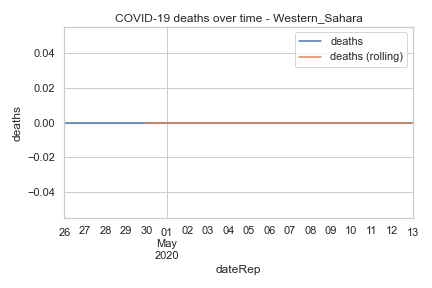 COVID-19 deaths over time - Western_Sahara
deaths
deaths (rolling)
0.04
0.02
0.00
−0.02
−0.04
deaths
26 27 28 29 30 01 02 03 04 05 06 07 08 09 10 11 12 13
May
2020
dateRep